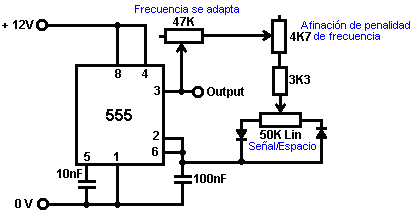 Frecuencia se adapta
47K
Afinación de penalidad
de frecuencia
4K7
+ 12V
8
4
3
Output
3K3
555
2
6
50K Lin
Señal/Espacio
5
1
10nF
100nF
0 V